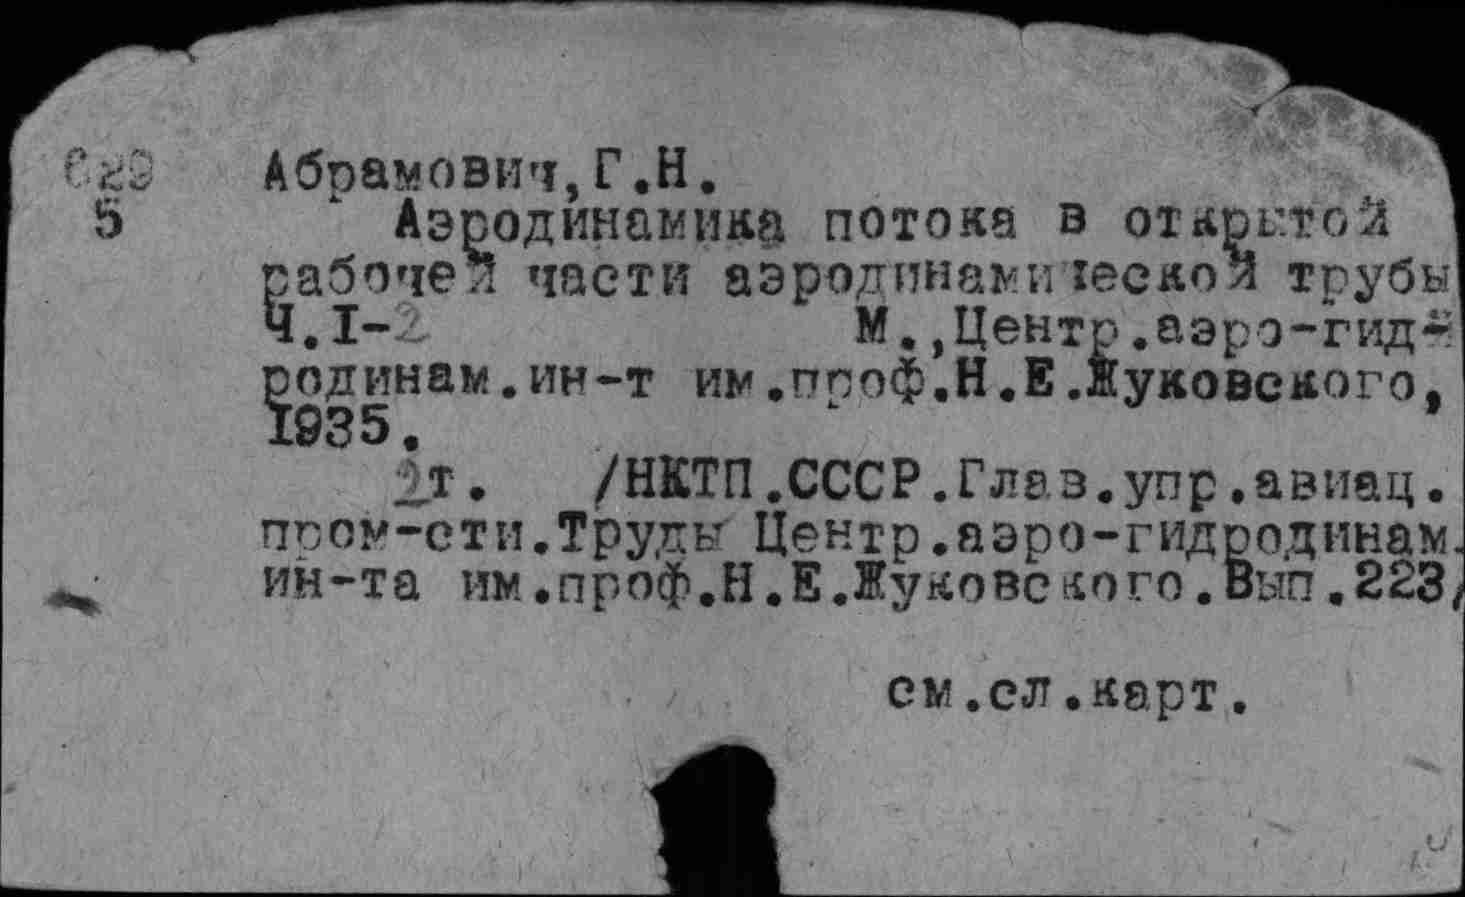 629 Абрамович,Г.Н.
5 Аэродинамика потока в открытой
рабочей части аэродинамической трубы
Ч.I-2 М.,Центр.аэро-гид-
родинам.ин-т им.проф.Н.Е.Жуковского,
1935.
2т. /НКТП.СССР.Глав.упр.авиац.
пром-сти.Труды Центр.аэро-гидродинам.
ин-та им.проф.Н.Е.Жуковского.Вып.223/
см.сл.карт.